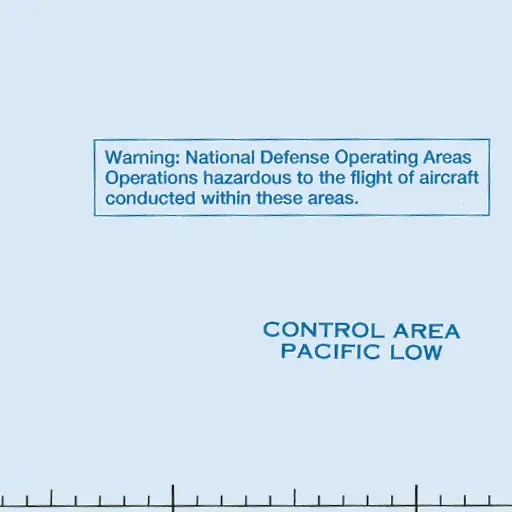 Warning: National Defense Operating Areas
Operations hazardous to the flight of aircraft
conducted within these areas.
CONTROL AREA
PACIFIC LOW